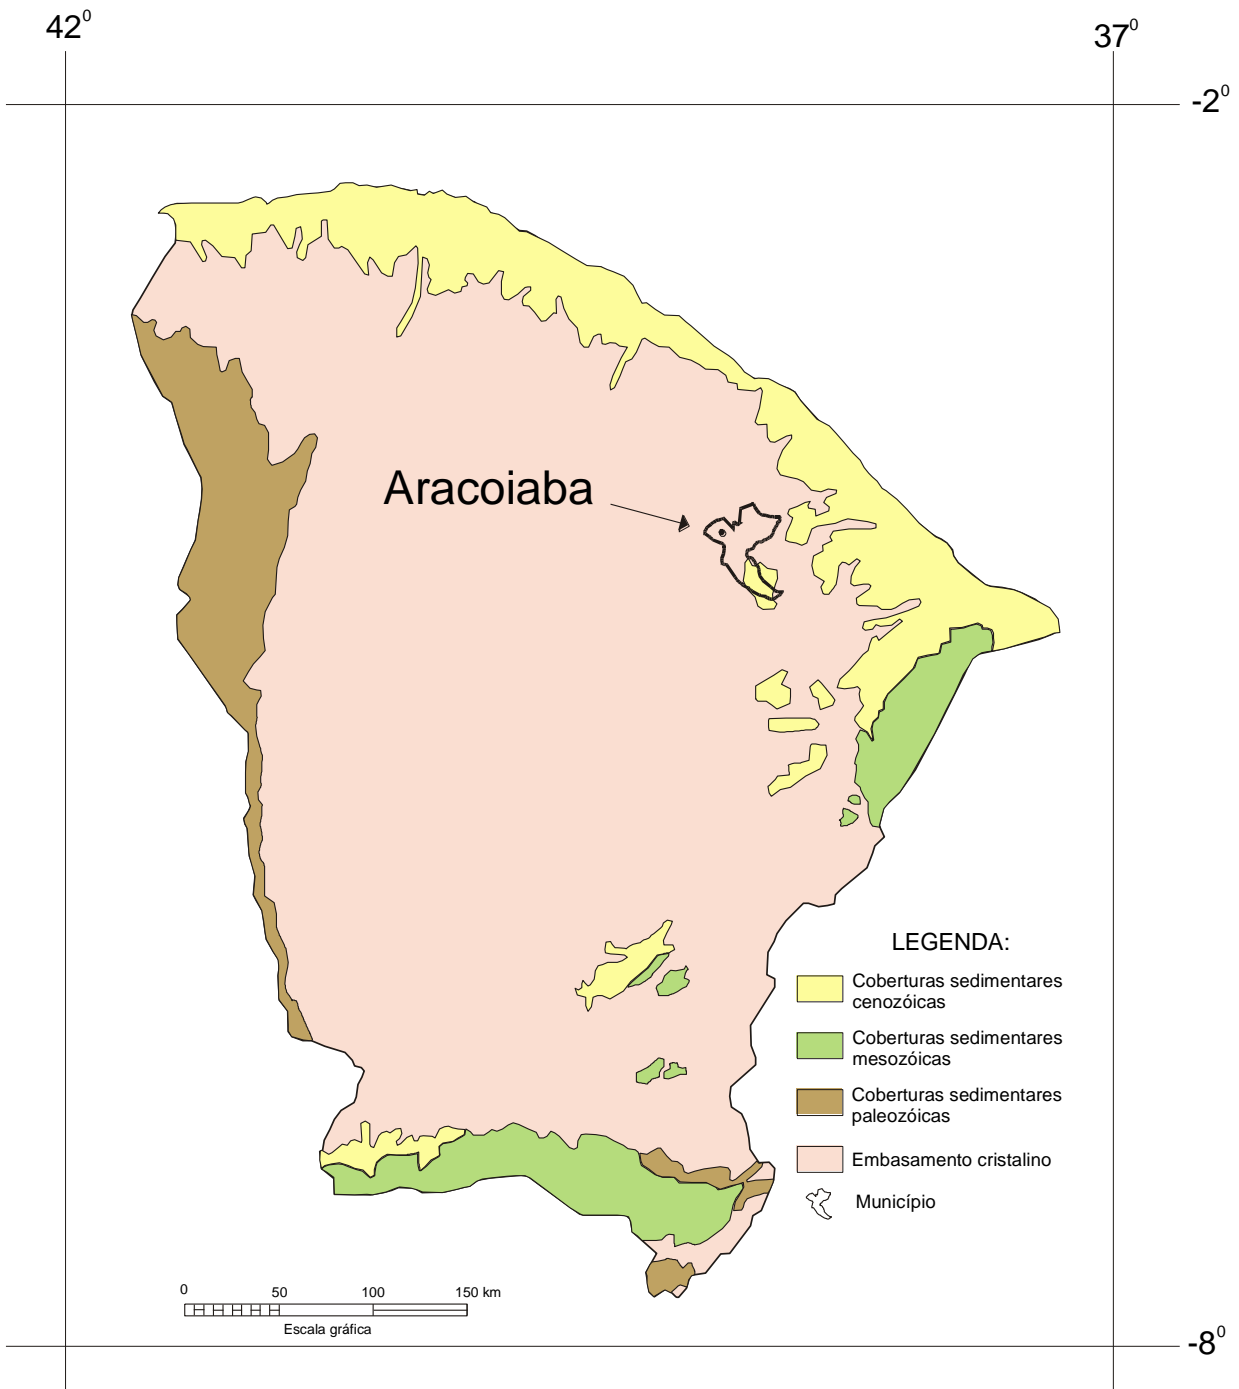 42⁰
37⁰
-2⁰
Aracoiaba
LEGENDA:
Coberturas sedimentares
cenozóicas
Coberturas sedimentares
mesozóicas
Coberturas sedimentares
paleozóicas
Embasamento cristalino
Município
0 50 100 150 km
Escala gráfica
-8⁰